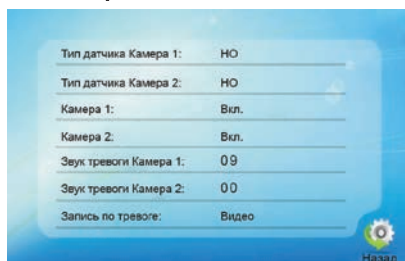 Тип датчика Камера 1: НО
Тип датчика Камера 2: НО
Камера 1: Вкл.
Камера 2: Вкл.
Звук тревоги Камера 1: 09
Звук тревоги Камера 2: 00
Запись по тревоге: Видео
Назад